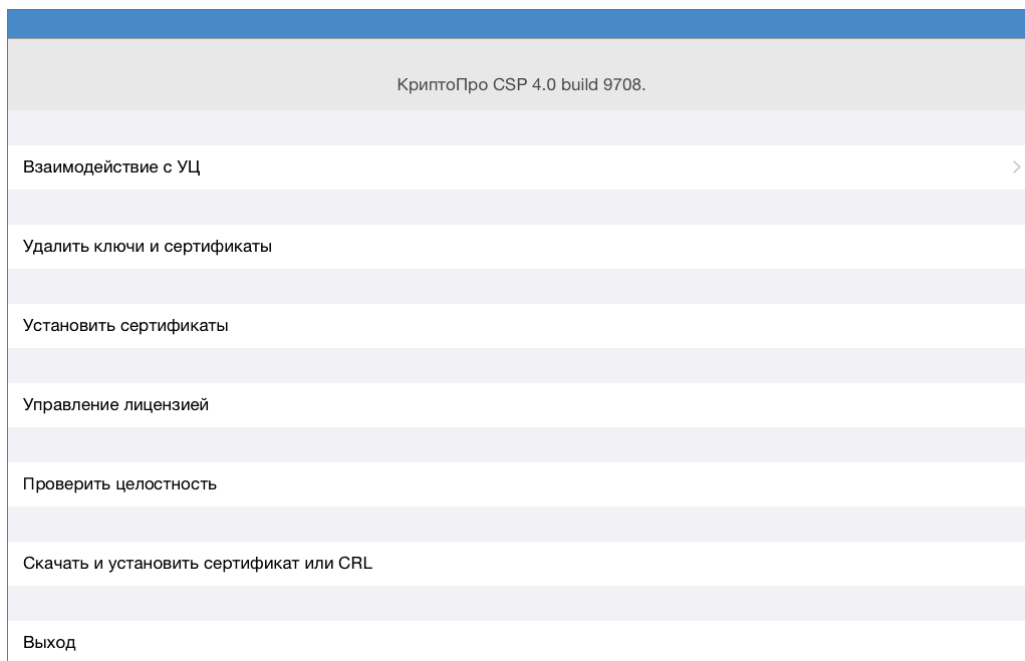 КриптоПро CSP 4.0 build 9708.
Взаимодействие с УЦ
Удалить ключи и сертификаты
Установить сертификаты
Управление лицензией
Проверить целостность
Скачать и установить сертификат или CRL
Выход